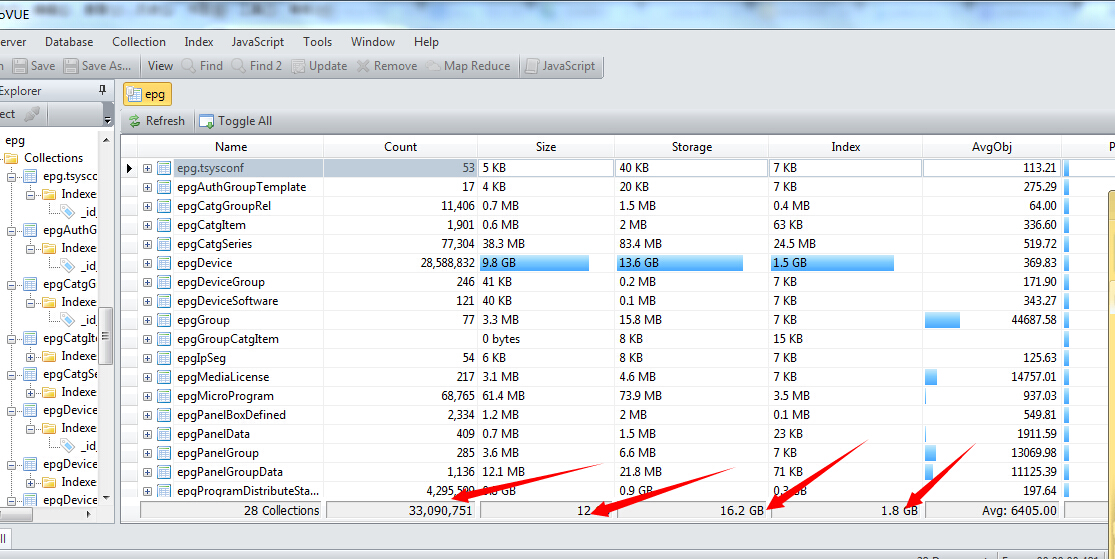 oVUE
erver Database Collection Index JavaScript Tools Window Help
Save Save As... View Find Find 2 Update Remove Map Reduce JavaScript
Explorer
epg
ect
Refresh Toggle All
epg
Collections
epg.tsysco
Indexe
_id
epgAuthG
Indexe
_id
epgCatgG
Indexe
_id
epgCatgIte
Indexe
epgCatgSe
Indexe
epgDevice
Indexe
_id
epgDevice
Indexe
epgDevice
Name Count Size Storage Index AvgObj P
epg.tsysconf 53 5 KB 40 KB 7 KB 113.21
epgAuthGroupTemplate 17 4 KB 20 KB 7 KB 275.29
epgCatgGroupRel 11,406 0.7 MB 1.5 MB 0.4 MB 64.00
epgCatgItem 1,901 0.6 MB 2 MB 63 KB 336.60
epgCatgSeries 77,304 38.3 MB 83.4 MB 24.5 MB 519.72
epgDevice 28,588,832 9.8 GB 13.6 GB 1.5 GB 369.83
epgDeviceGroup 246 41 KB 0.2 MB 7 KB 171.90
epgDeviceSoftware 121 40 KB 0.1 MB 7 KB 343.27
epgGroup 77 3.3 MB 15.8 MB 7 KB 44687.58
epgGroupCatgItem 0 bytes 8 KB 15 KB
epgIpSeg 54 6 KB 8 KB 7 KB 125.63
epgMediaLicense 217 3.1 MB 4.6 MB 7 KB 14757.01
epgMicroProgram 68,765 61.4 MB 73.9 MB 3.5 MB 937.03
epgPanelBoxDefined 2,334 1.2 MB 2 MB 0.1 MB 549.81
epgPanelData 409 0.7 MB 1.5 MB 23 KB 1911.59
epgPanelGroup 285 3.6 MB 6.6 MB 7 KB 13069.98
epgPanelGroupData 1,136 12.1 MB 21.8 MB 71 KB 11125.39
epgProgramDistributeSta... 0.9 GB 197.64
28 Collections 33,090,751 12 16.2 GB 1.8 GB Avg: 6405.00